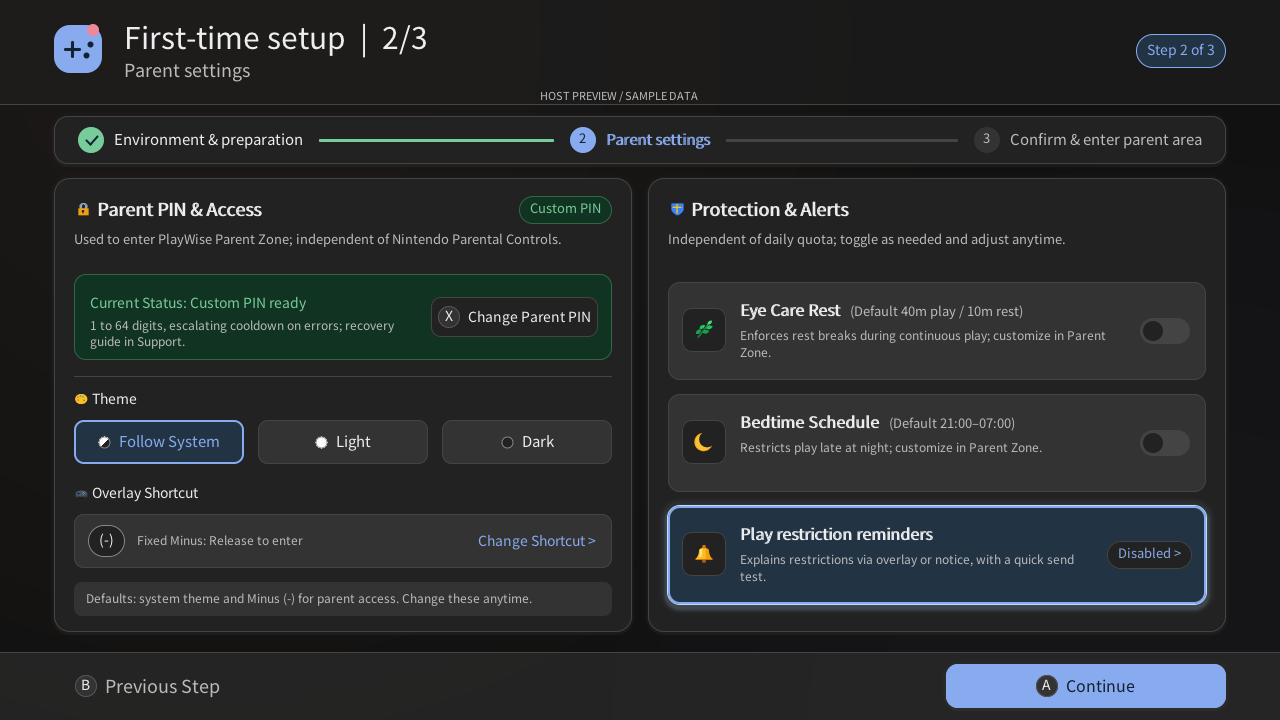 First-time setup | 2/3
Parent settings
Step 2 of 3
HOST PREVIEW / SAMPLE DATA
Environment & preparation
2
Parent settings
3
Confirm & enter parent area
Parent PIN & Access
Custom PIN
Used to enter PlayWise Parent Zone; independent of Nintendo Parental Controls.
Current Status: Custom PIN ready
1 to 64 digits, escalating cooldown on errors; recovery
guide in Support.
X Change Parent PIN
Theme
Follow System
Light
Dark
Overlay Shortcut
(-) Fixed Minus: Release to enter
Change Shortcut >
Defaults: system theme and Minus (-) for parent access. Change these anytime.
Protection & Alerts
Independent of daily quota; toggle as needed and adjust anytime.
Eye Care Rest (Default 40m play / 10m rest)
Enforces rest breaks during continuous play; customize in Parent
Zone.
Bedtime Schedule (Default 21:00–07:00)
Restricts play late at night; customize in Parent Zone.
Play restriction reminders
Explains restrictions via overlay or notice, with a quick send
test.
Disabled >
B Previous Step
A Continue